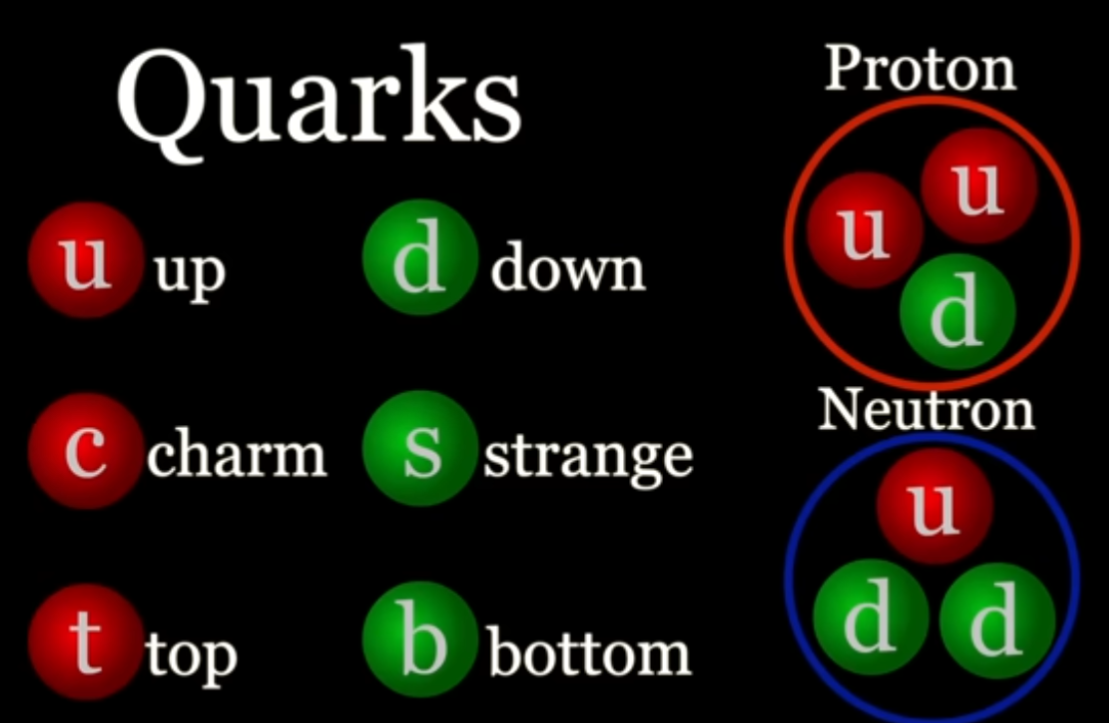 Quarks
u up
d down
c charm
s strange
t top
b bottom
Proton
u
u
d
Neutron
u
d
d